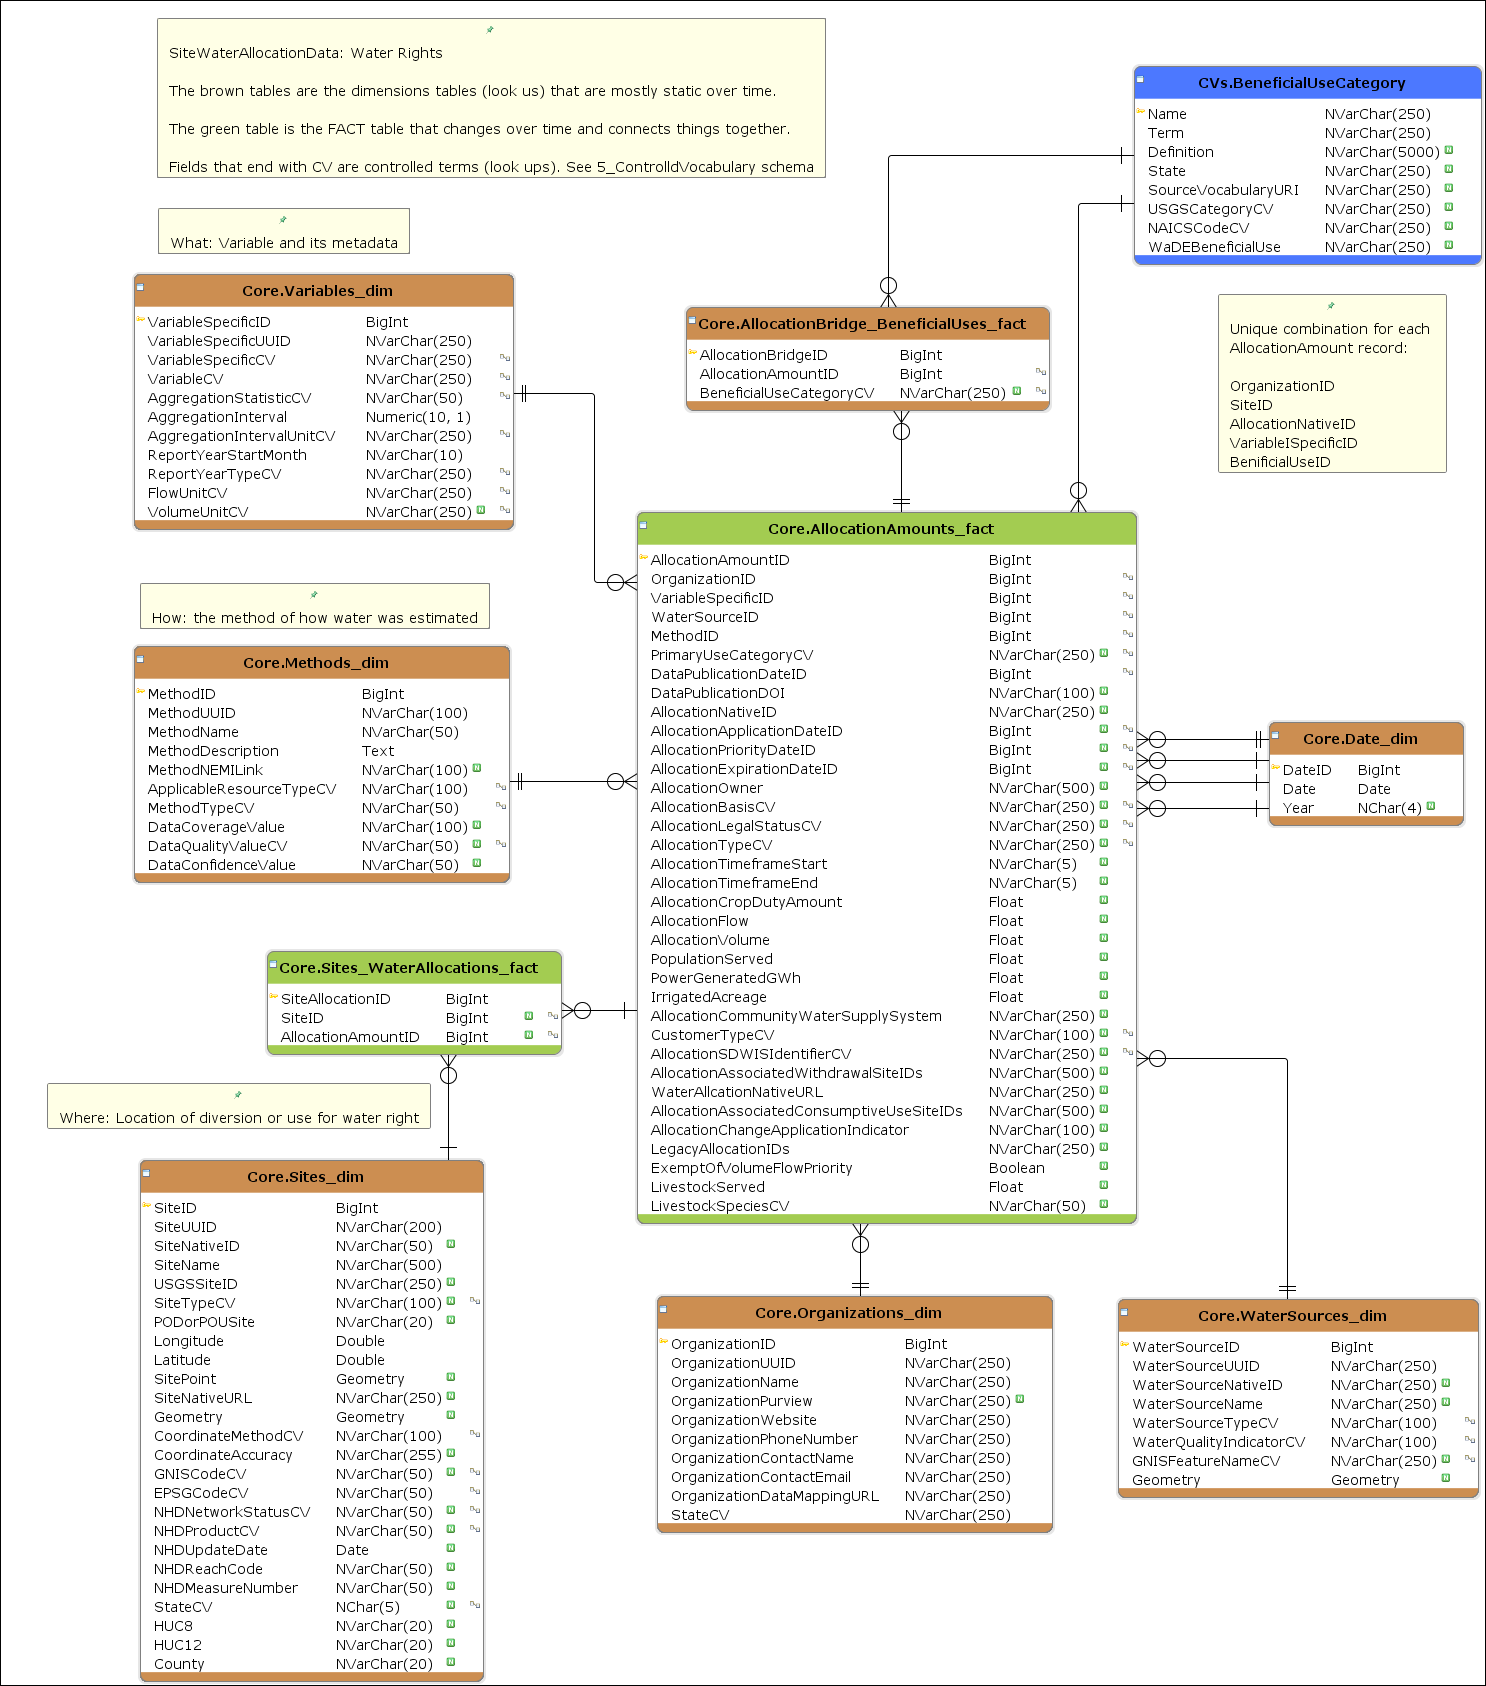 SiteWaterAllocationData: Water Rights
The brown tables are the dimensions tables (look us) that are mostly static over time.
The green table is the FACT table that changes over time and connects things together.
Fields that end with CV are controlled terms (look ups). See 5_ControlldVocabulary schema
CVs.BeneficialUseCategory
Name NVarChar(250)
Term NVarChar(250)
Definition NVarChar(5000) N
State NVarChar(250) N
SourceVocabularyURI NVarChar(250) N
USGSCategoryCV NVarChar(250) N
NAICSCodeCV NVarChar(250) N
WaDEBeneficialUse NVarChar(250) N
What: Variable and its metadata
Core.Variables_dim
VariableSpecificID BigInt
VariableSpecificUUID NVarChar(250)
VariableSpecificCV NVarChar(250)
VariableCV NVarChar(250)
AggregationStatisticCV NVarChar(50)
AggregationInterval Numeric(10, 1)
AggregationIntervalUnitCV NVarChar(250)
ReportYearStartMonth NVarChar(10)
ReportYearTypeCV NVarChar(250)
FlowUnitCV NVarChar(250)
VolumeUnitCV NVarChar(250) N
Core.AllocationBridge_BeneficialUses_fact
AllocationBridgeID BigInt
AllocationAmountID BigInt
BeneficialUseCategoryCV NVarChar(250) N
Unique combination for each
AllocationAmount record:
OrganizationID
SiteID
AllocationNativeID
VariableISpecificID
BenificialUseID
Core.AllocationAmounts_fact
AllocationAmountID BigInt
OrganizationID BigInt
VariableSpecificID BigInt
WaterSourceID BigInt
MethodID BigInt
PrimaryUseCategoryCV NVarChar(250) N
DataPublicationDateID BigInt
DataPublicationDOI NVarChar(100) N
AllocationNativeID NVarChar(250) N
AllocationApplicationDateID BigInt N
AllocationPriorityDateID BigInt N
AllocationExpirationDateID BigInt N
AllocationOwner NVarChar(500) N
AllocationBasisCV NVarChar(250) N
AllocationLegalStatusCV NVarChar(250) N
AllocationTypeCV NVarChar(250) N
AllocationTimeframeStart NVarChar(5) N
AllocationTimeframeEnd NVarChar(5) N
AllocationCropDutyAmount Float N
AllocationFlow Float N
AllocationVolume Float N
PopulationServed Float N
PowerGeneratedGWh Float N
IrrigatedAcreage Float N
AllocationCommunityWaterSupplySystem NVarChar(250) N
CustomerTypeCV NVarChar(100) N
AllocationSDWISIdentifierCV NVarChar(250) N
AllocationAssociatedWithdrawalSiteIDs NVarChar(500) N
WaterAllcationNativeURL NVarChar(250) N
AllocationAssociatedConsumptiveUseSiteIDs NVarChar(500) N
AllocationChangeApplicationIndicator NVarChar(100) N
LegacyAllocationIDs NVarChar(250) N
ExemptOfVolumeFlowPriority Boolean N
LivestockServed Float N
LivestockSpeciesCV NVarChar(50) N
How: the method of how water was estimated
Core.Methods_dim
MethodID BigInt
MethodUUID NVarChar(100)
MethodName NVarChar(50)
MethodDescription Text
MethodNEMILink NVarChar(100) N
ApplicableResourceTypeCV NVarChar(100)
MethodTypeCV NVarChar(50)
DataCoverageValue NVarChar(100) N
DataQualityValueCV NVarChar(50) N
DataConfidenceValue NVarChar(50) N
Core.Date_dim
DateID BigInt
Date Date
Year NChar(4) N
Core.Sites_WaterAllocations_fact
SiteAllocationID BigInt
SiteID BigInt N
AllocationAmountID BigInt N
Where: Location of diversion or use for water right
Core.Sites_dim
SiteID BigInt
SiteUUID NVarChar(200)
SiteNativeID NVarChar(50) N
SiteName NVarChar(500)
USGSSiteID NVarChar(250) N
SiteTypeCV NVarChar(100) N
PODorPOUSite NVarChar(20) N
Longitude Double
Latitude Double
SitePoint Geometry N
SiteNativeURL NVarChar(250) N
Geometry Geometry N
CoordinateMethodCV NVarChar(100)
CoordinateAccuracy NVarChar(255) N
GNISCodeCV NVarChar(50) N
EPSGCodeCV NVarChar(50)
NHDNetworkStatusCV NVarChar(50) N
NHDProductCV NVarChar(50) N
NHDUpdateDate Date N
NHDReachCode NVarChar(50) N
NHDMeasureNumber NVarChar(50) N
StateCV NChar(5) N
HUC8 NVarChar(20) N
HUC12 NVarChar(20) N
County NVarChar(20) N
Core.Organizations_dim
OrganizationID BigInt
OrganizationUUID NVarChar(250)
OrganizationName NVarChar(250)
OrganizationPurview NVarChar(250) N
OrganizationWebsite NVarChar(250)
OrganizationPhoneNumber NVarChar(250)
OrganizationContactName NVarChar(250)
OrganizationContactEmail NVarChar(250)
OrganizationDataMappingURL NVarChar(250)
StateCV NVarChar(250)
Core.WaterSources_dim
WaterSourceID BigInt
WaterSourceUUID NVarChar(250)
WaterSourceNativeID NVarChar(250) N
WaterSourceName NVarChar(250) N
WaterSourceTypeCV NVarChar(100)
WaterQualityIndicatorCV NVarChar(100)
GNISFeatureNameCV NVarChar(250) N
Geometry Geometry N